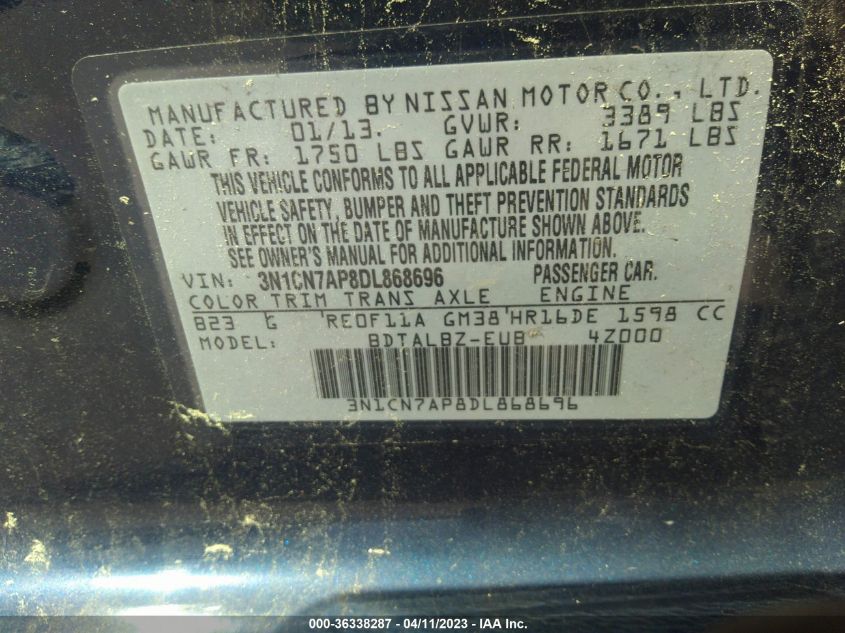 MANUFACTURED BY NISSAN MOTOR CO., LTD.
DATE: 01/13 GVWR: 3389 LBS
GAWR FR: 1750 LBS GAWR RR: 1671 LBS
THIS VEHICLE CONFORMS TO ALL APPLICABLE FEDERAL MOTOR
VEHICLE SAFETY, BUMPER AND THEFT PREVENTION STANDARDS
IN EFFECT ON THE DATE OF MANUFACTURE SHOWN ABOVE.
SEE OWNER'S MANUAL FOR ADDITIONAL INFORMATION.
VIN: 3N1CN7AP8DL868696 PASSENGER CAR.
COLOR TRIM TRANS AXLE ENGINE
B23 G 'RE0F11A GM38'HR16DE 1598 CC
MODEL: BDTALBZ-EUB 4Z000
3N1CN7AP8DL868696
000-36338287 - 04/11/2023 - IAA Inc.